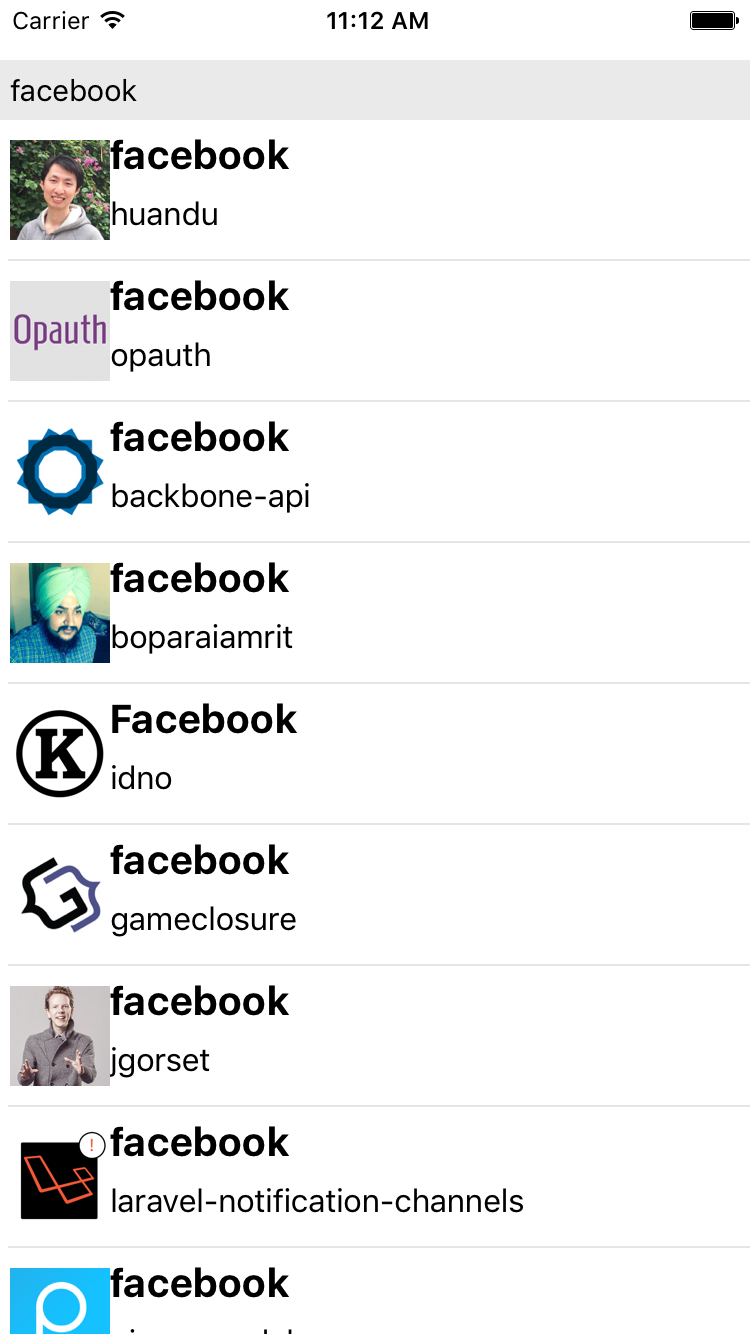 Carrier 11:12 AM
facebook
facebook
huandu
Opauth
facebook
opauth
facebook
backbone-api
facebook
boparaiamrit
K
Facebook
idno
facebook
gameclosure
facebook
jgorset
!
facebook
laravel-notification-channels
facebook